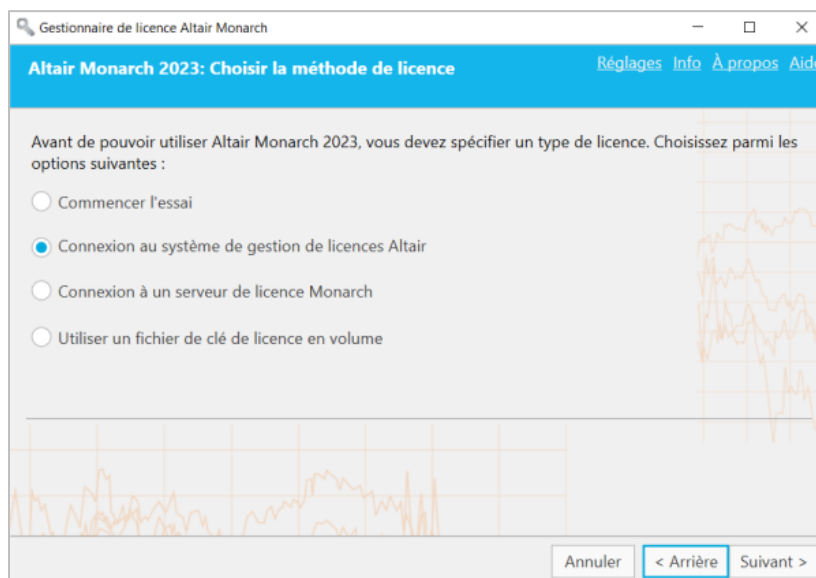 Gestionnaire de licence Altair Monarch
Altair Monarch 2023: Choisir la méthode de licence
Réglages Info À propos Aide
Avant de pouvoir utiliser Altair Monarch 2023, vous devez spécifier un type de licence. Choisissez parmi les
options suivantes :
Commencer l'essai
Connexion au système de gestion de licences Altair
Connexion à un serveur de licence Monarch
Utiliser un fichier de clé de licence en volume
Annuler
< Arrière
Suivant >